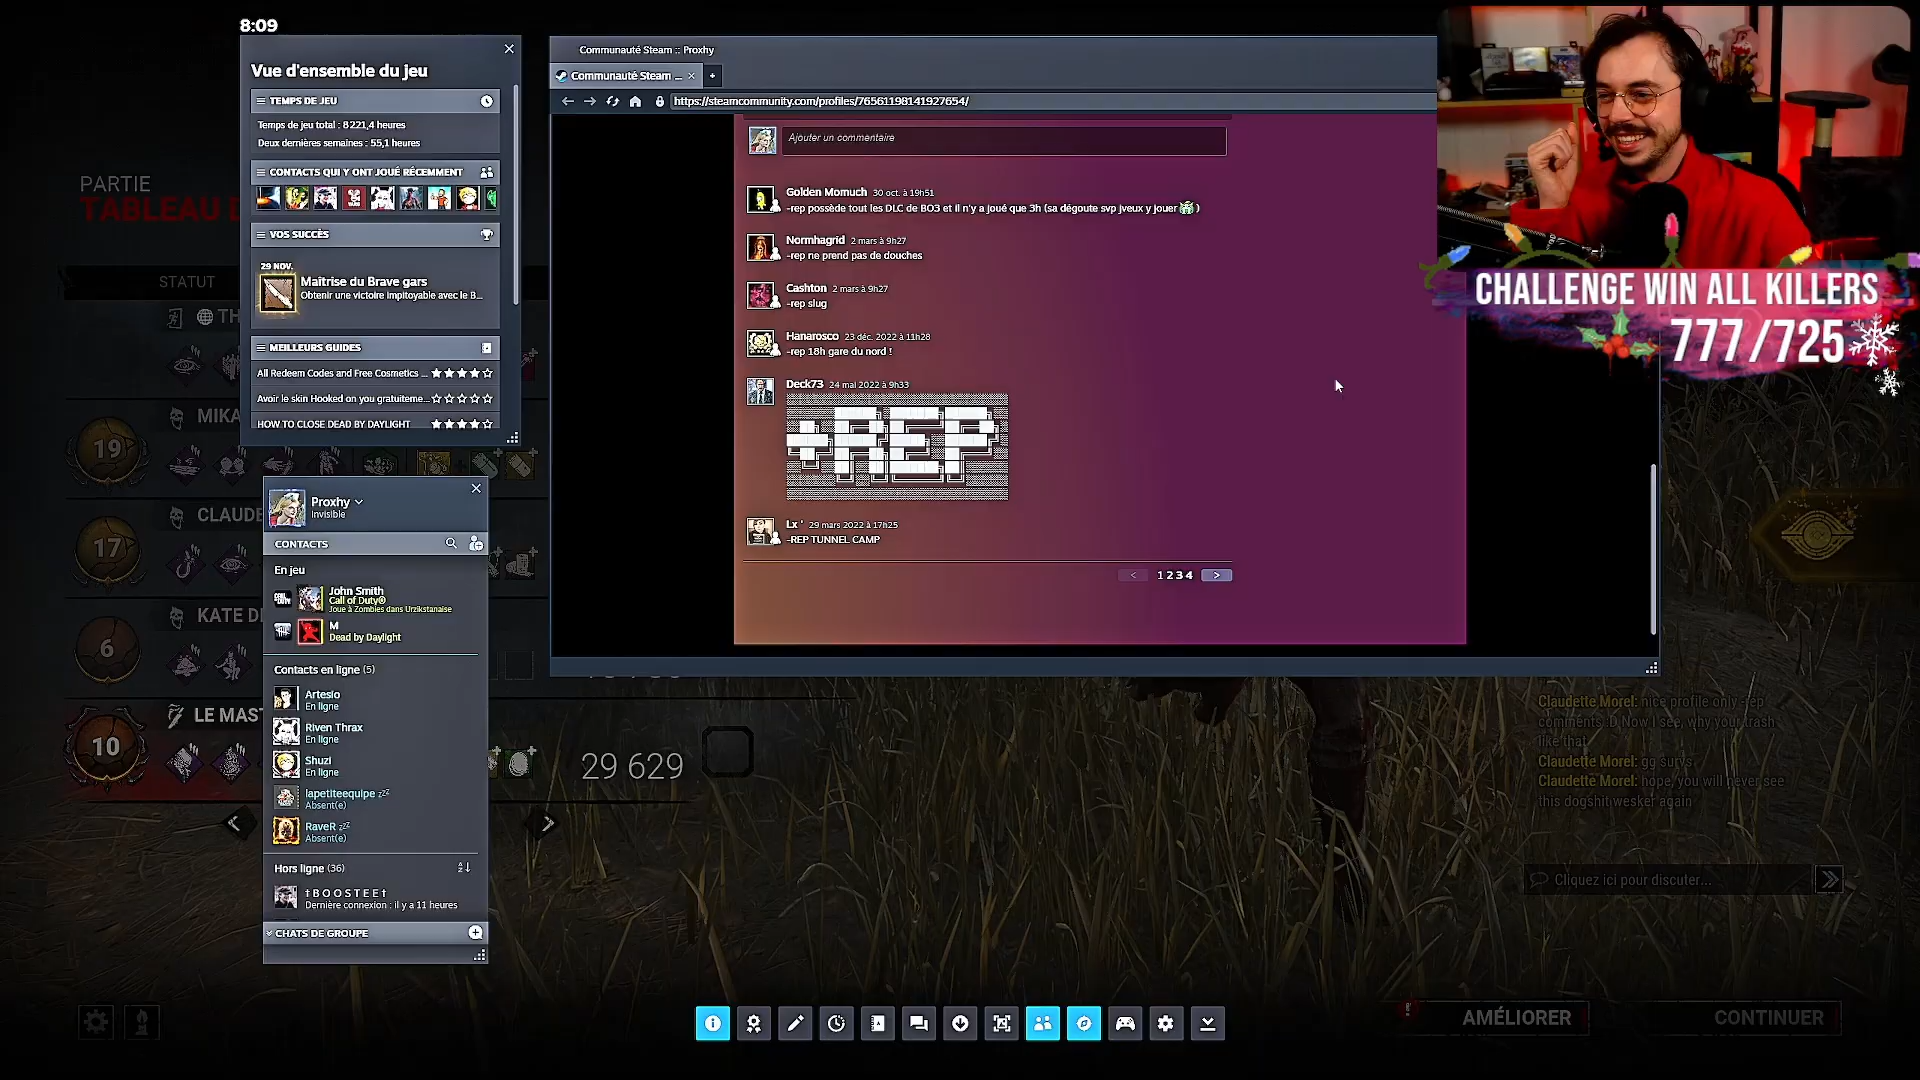 8:09
Vue d'ensemble du jeu
TEMPS DE JEU
Temps de jeu total : 8 221,4 heures
Deux dernières semaines : 55,1 heures
CONTACTS QUI Y ONT JOUÉ RÉCEMMENT
VOS SUCCÈS
29 NOV.
Maîtrise du Brave gars
Obtenir une victoire impitoyable avec le B...
MEILLEURS GUIDES
All Redeem Codes and Free Cosmetics ...
Avoir le skin Hooked on you gratuiteme...
HOW TO CLOSE DEAD BY DAYLIGHT
PARTIE
TABLEAU
STATUT
TH
19
MIKA
17
CLAUDE
6
KATE D
10
LE MAST
29 629
Proxhy
Invisible
CONTACTS
En jeu
John Smith
Call of Duty®
Joue à Zombies dans Urzikstanaise
M
Dead by Daylight
Contacts en ligne (5)
Artesio
En ligne
Riven Thrax
En ligne
Shuzi
En ligne
lapetiteequipe zzz
Absent(e)
RaveR zzz
Absent(e)
Hors ligne (36)
†BOOSTEE†
Dernière connexion : il y a 11 heures
CHATS DE GROUPE
Communauté Steam :: Proxhy
Communauté Steam ...
https://steamcommunity.com/profiles/76561198141927654/
Ajouter un commentaire
Golden Momuch 30 oct. à 19h51
-rep possède tout les DLC de BO3 et il n'y a joué que 3h (sa dégoute svp jveux y jouer )
Normhagrid 2 mars à 9h27
-rep ne prend pas de douches
Cashton 2 mars à 9h27
-rep slug
Hanarosco 23 déc. 2022 à 11h28
-rep 18h gare du nord !
Deck73 24 mai 2022 à 9h33
+REP
Lx ' 29 mars 2022 à 17h25
-REP TUNNEL CAMP
< 1 2 3 4 >
CHALLENGE WIN ALL KILLERS
777/725
Claudette Morel: nice profile only -rep
comments :D Now I see, why your trash
like that
Claudette Morel: gg survs
Claudette Morel: hope, you will never see
this dogshit wesker again
Cliquez ici pour discuter...
AMÉLIORER
CONTINUER